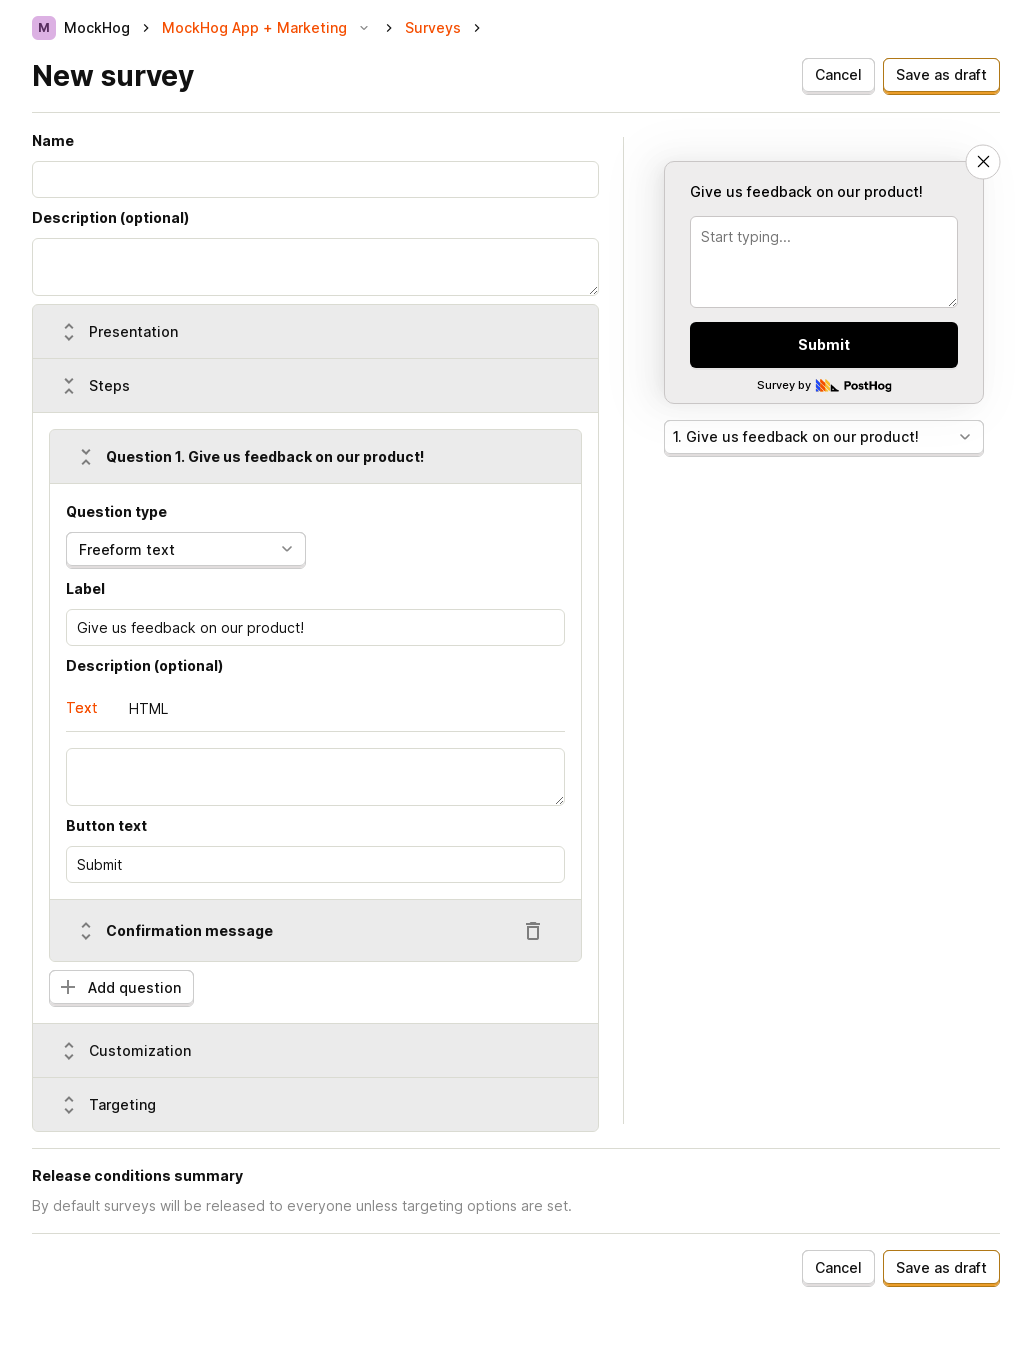 M MockHog MockHog App + Marketing Surveys
New survey
Cancel Save as draft
Name
Description (optional)
Presentation
Steps
Question 1. Give us feedback on our product!
Question type
Freeform text
Label
Give us feedback on our product!
Description (optional)
Text HTML
Button text
Submit
Confirmation message
Add question
Customization
Targeting
Give us feedback on our product!
Start typing...
Submit
Survey by PostHog
1. Give us feedback on our product!
Release conditions summary
By default surveys will be released to everyone unless targeting options are set.
Cancel Save as draft